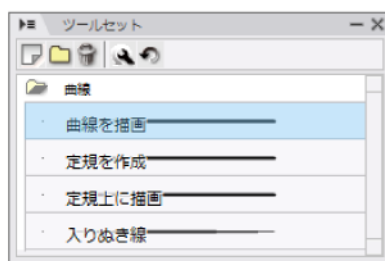 ツールセット
曲線
曲線を描画
定規を作成
定規上に描画
入りぬき線